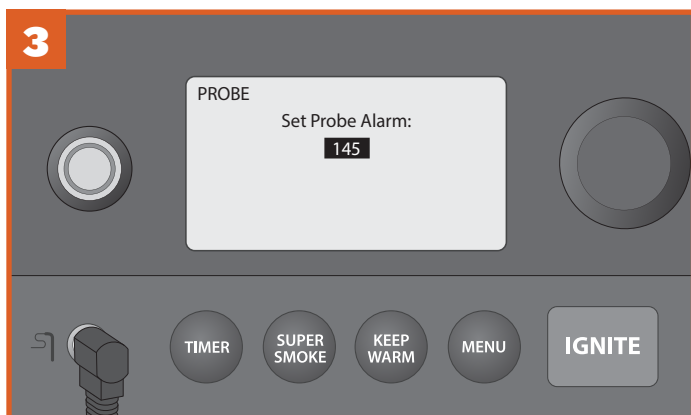 3
PROBE
Set Probe Alarm:
145
TIMER
SUPER
SMOKE
KEEP
WARM
MENU
IGNITE